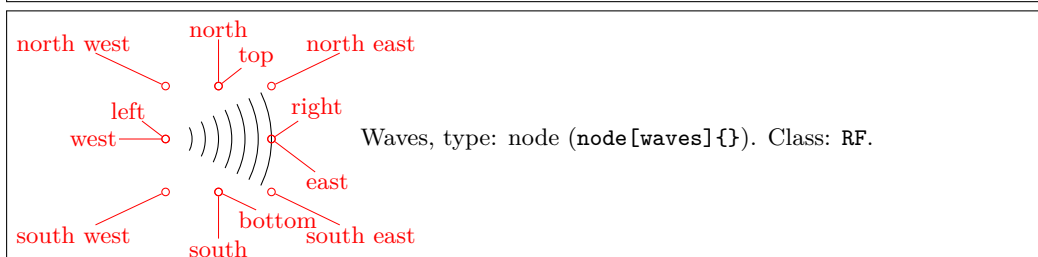 north
north west
north east
top
left
right
west
Waves, type: node (node[waves]{}). Class: RF.
east
bottom
south west
south east
south